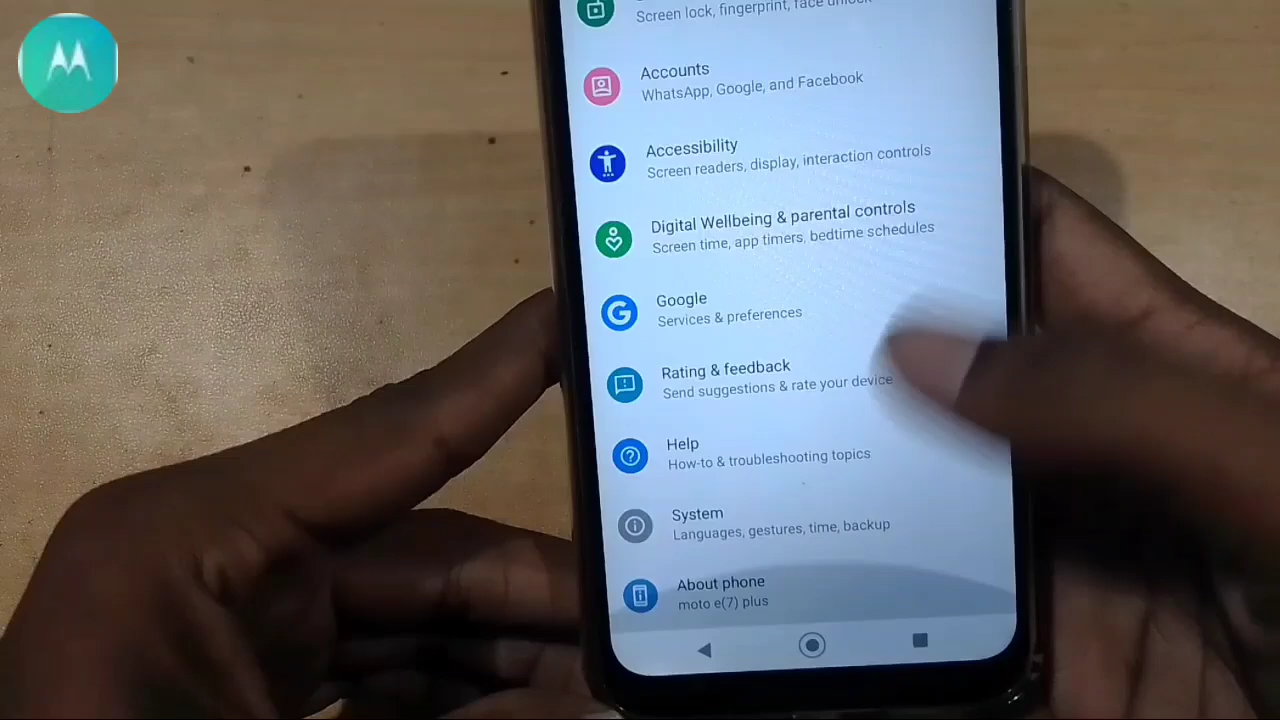 Screen lock, fingerprint, face unlock
Accounts
WhatsApp, Google, and Facebook
Accessibility
Screen readers, display, interaction controls
Digital Wellbeing & parental controls
Screen time, app timers, bedtime schedules
Google
Services & preferences
Rating & feedback
Send suggestions & rate your device
Help
How-to & troubleshooting topics
System
Languages, gestures, time, backup
About phone
moto e(7) plus